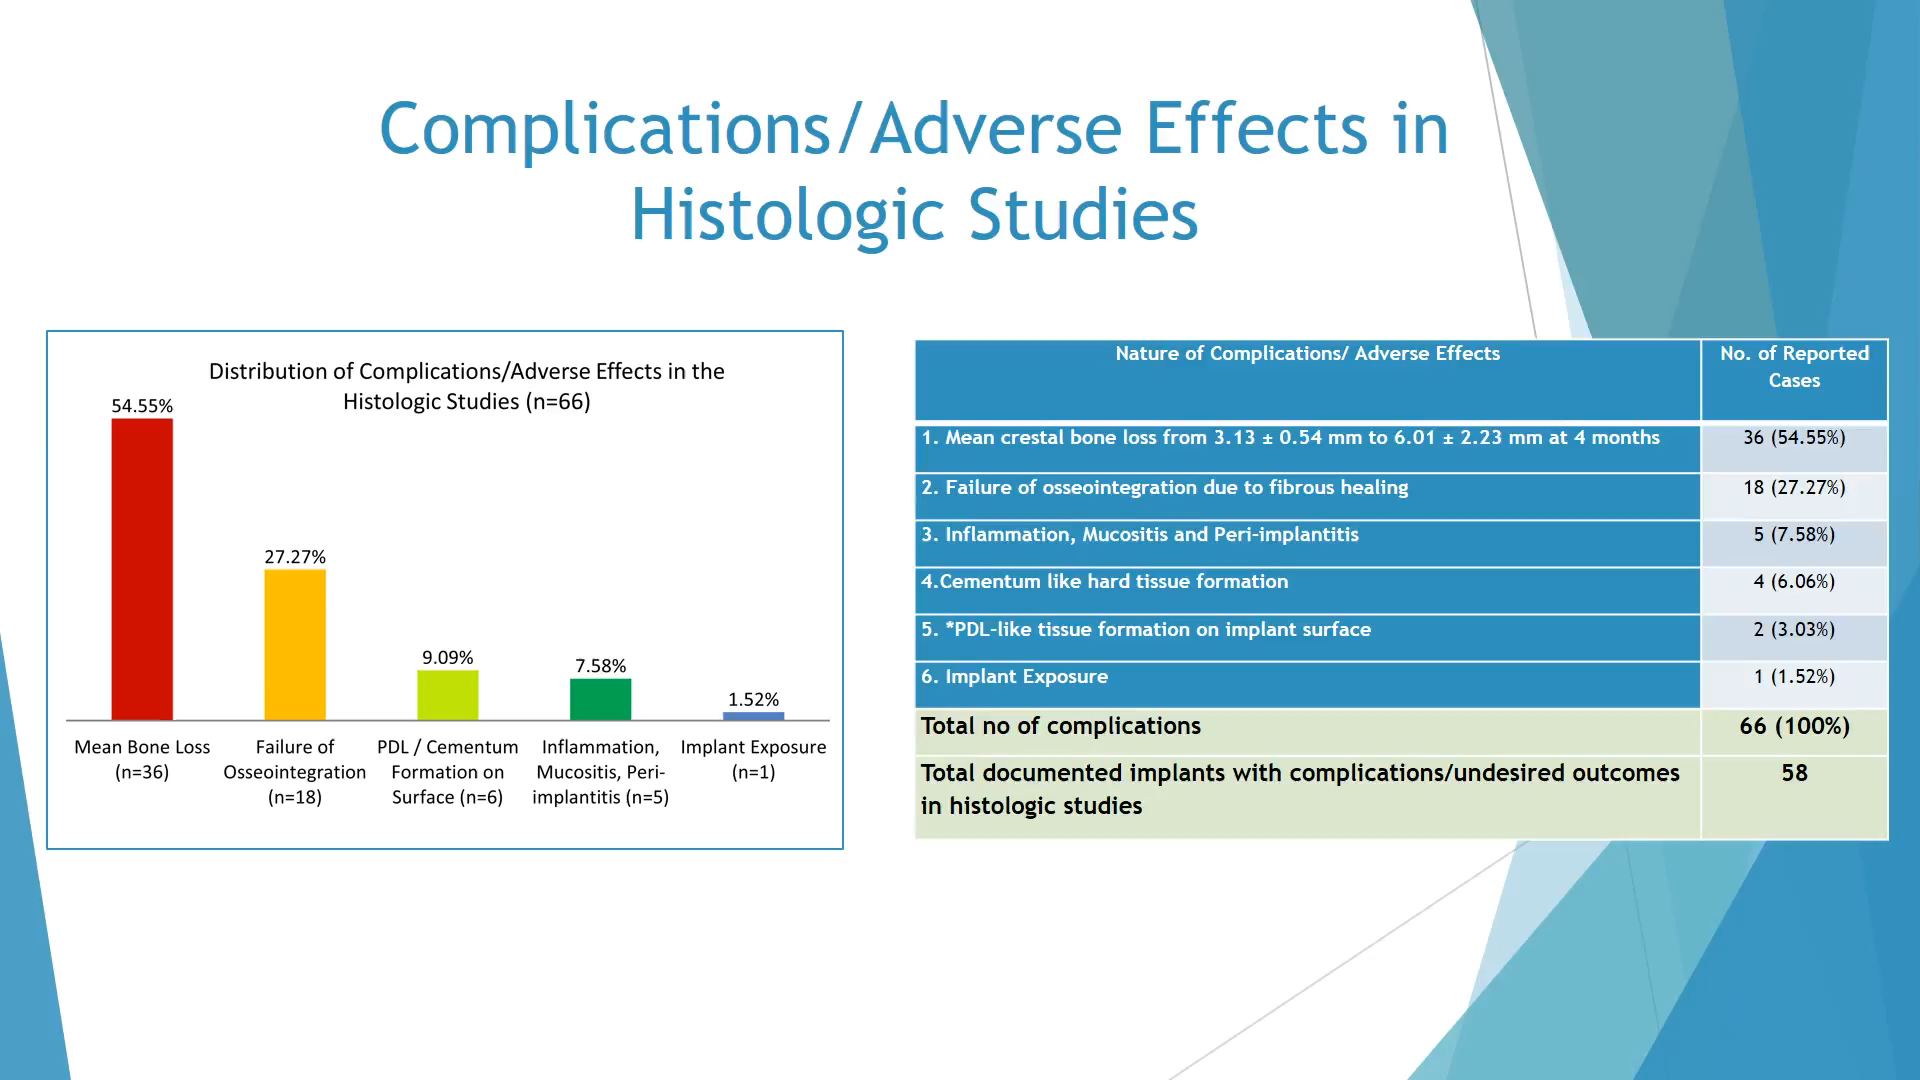 Complications/Adverse Effects in
Histologic Studies
Distribution of Complications/Adverse Effects in the
Histologic Studies (n=66)
54.55%
27.27%
9.09%
7.58%
1.52%
Mean Bone Loss
(n=36)
Failure of
Osseointegration
(n=18)
PDL / Cementum
Formation on
Surface (n=6)
Inflammation,
Mucositis, Peri-
implantitis (n=5)
Implant Exposure
(n=1)
Nature of Complications/ Adverse Effects
No. of Reported
Cases
1. Mean crestal bone loss from 3.13 ± 0.54 mm to 6.01 ± 2.23 mm at 4 months
36 (54.55%)
2. Failure of osseointegration due to fibrous healing
18 (27.27%)
3. Inflammation, Mucositis and Peri-implantitis
5 (7.58%)
4.Cementum like hard tissue formation
4 (6.06%)
5. *PDL-like tissue formation on implant surface
2 (3.03%)
6. Implant Exposure
1 (1.52%)
Total no of complications
66 (100%)
Total documented implants with complications/undesired outcomes
in histologic studies
58